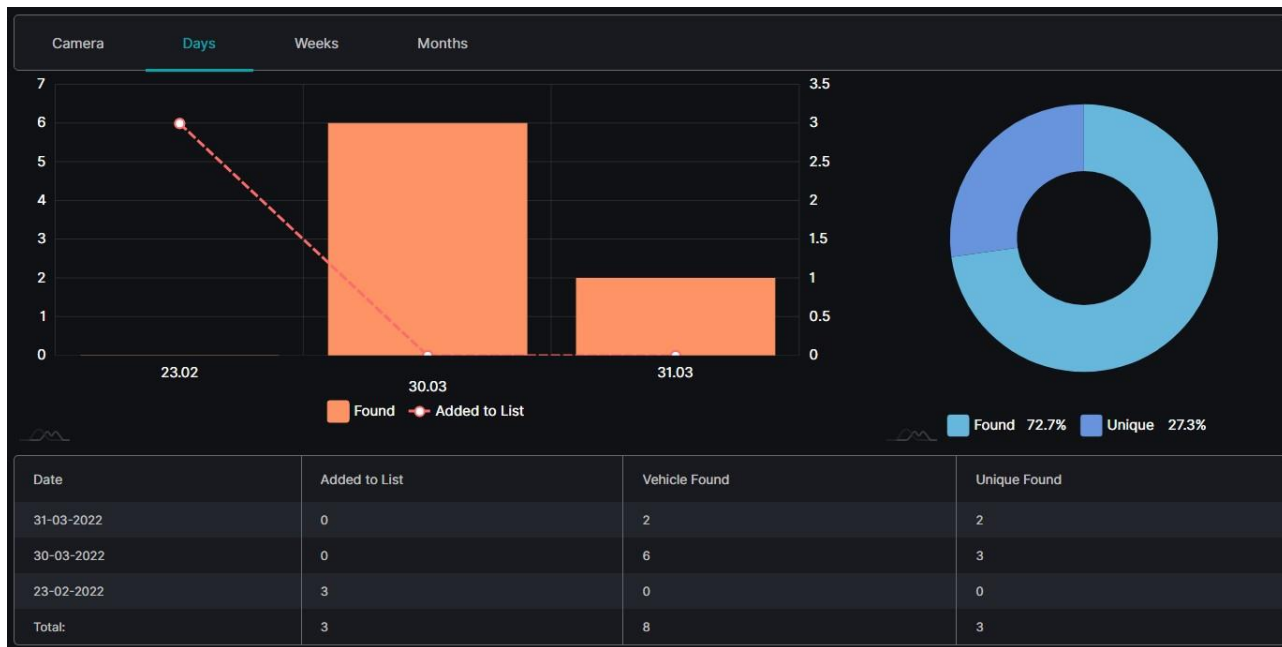 Camera Days Weeks Months
7 3.5
6 3
5 2.5
4 2
3 1.5
2 1
1 0.5
0 0
23.02 30.03 31.03
Found Added to List
Found 72.7% Unique 27.3%
Date Added to List Vehicle Found Unique Found
31-03-2022 0 2 2
30-03-2022 0 6 3
23-02-2022 3 0 0
Total: 3 8 3